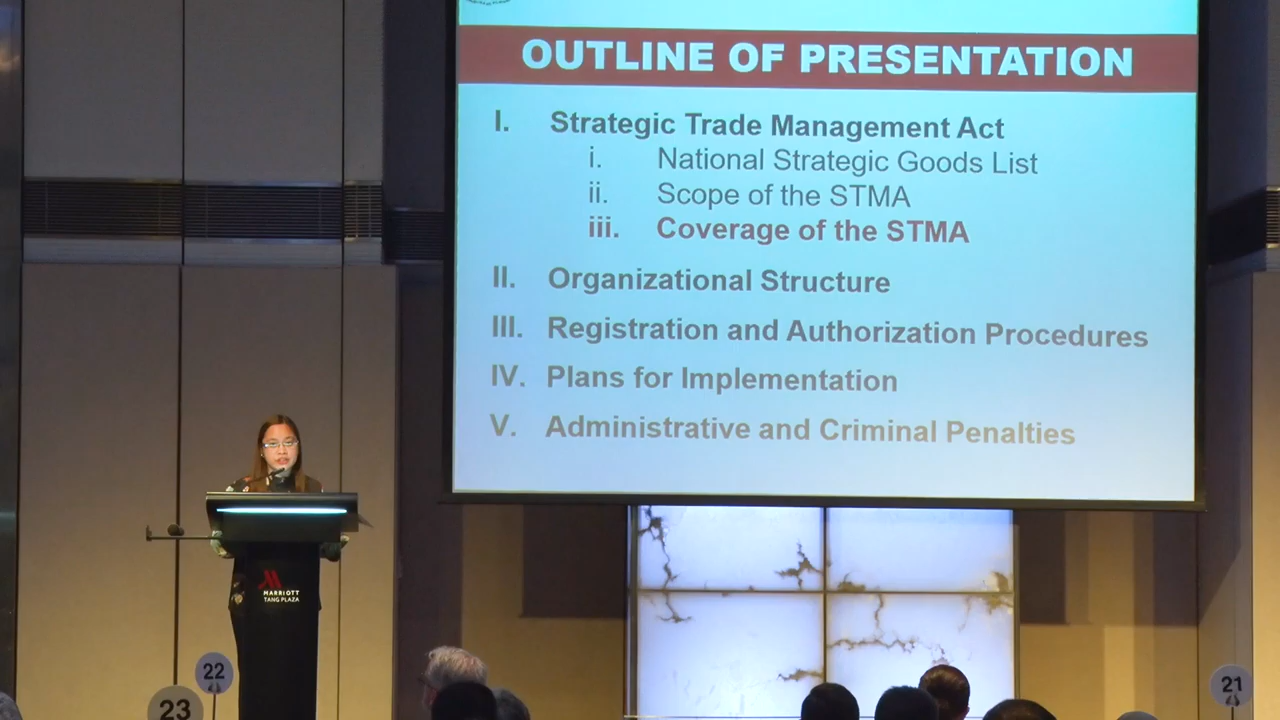 OUTLINE OF PRESENTATION
I. Strategic Trade Management Act
i. National Strategic Goods List
ii. Scope of the STMA
iii. Coverage of the STMA
II. Organizational Structure
III. Registration and Authorization Procedures
IV. Plans for Implementation
V. Administrative and Criminal Penalties
MARRIOTT
TANG PLAZA
22
23
21